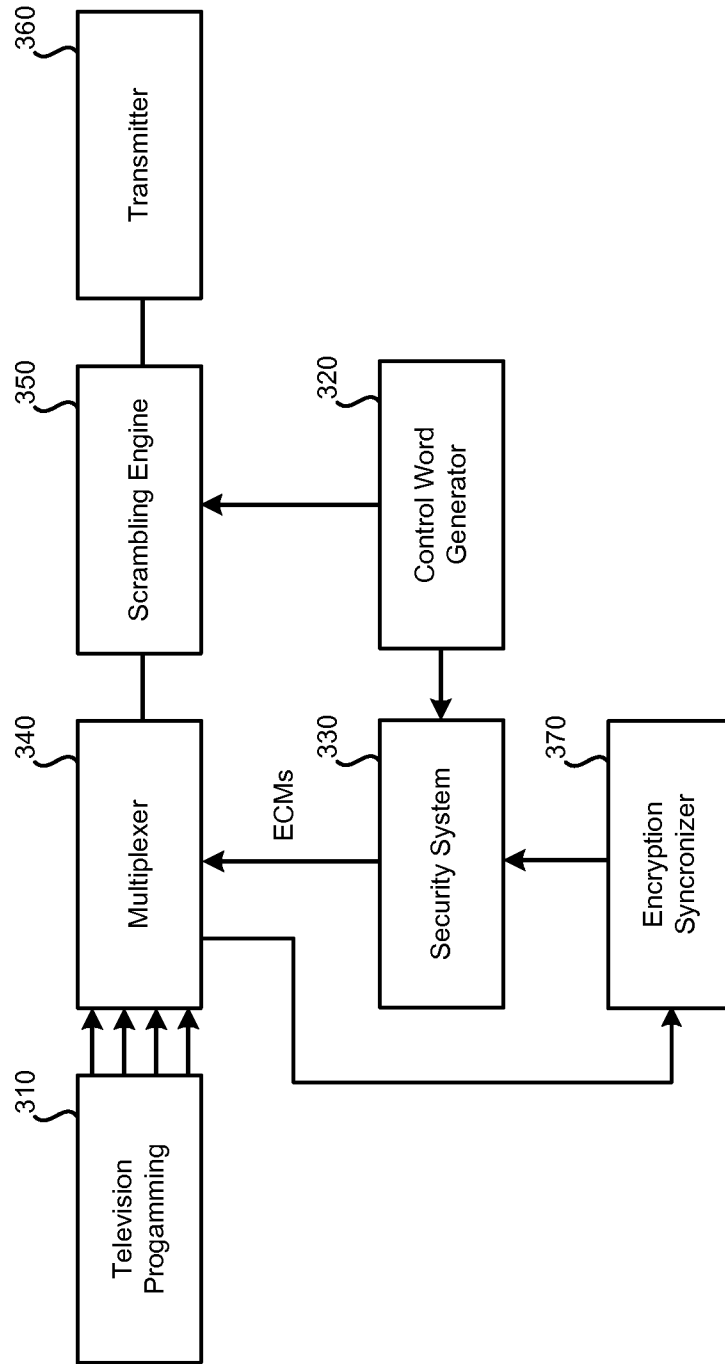 310
Television
Progamming
340
Multiplexer
350
Scrambling Engine
360
Transmitter
ECMs
330
Security System
320
Control Word
Generator
370
Encryption
Syncronizer